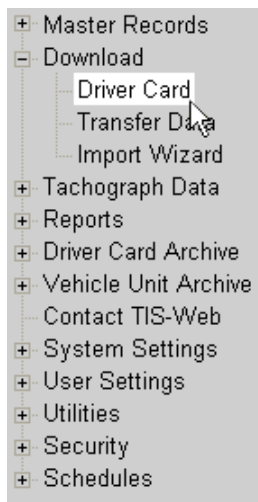 Master Records
Download
Driver Card
Transfer Data
Import Wizard
Tachograph Data
Reports
Driver Card Archive
Vehicle Unit Archive
Contact TIS-Web
System Settings
User Settings
Utilities
Security
Schedules